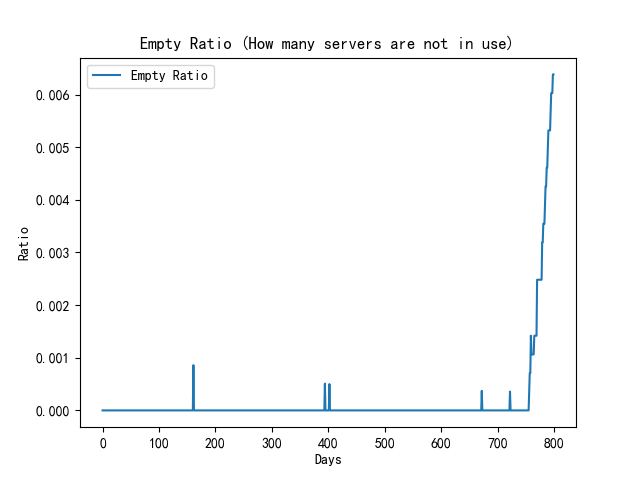 Empty Ratio (How many servers are not in use)
Empty Ratio
Ratio
0.006
0.005
0.004
0.003
0.002
0.001
0.000
0 100 200 300 400 500 600 700 800
Days